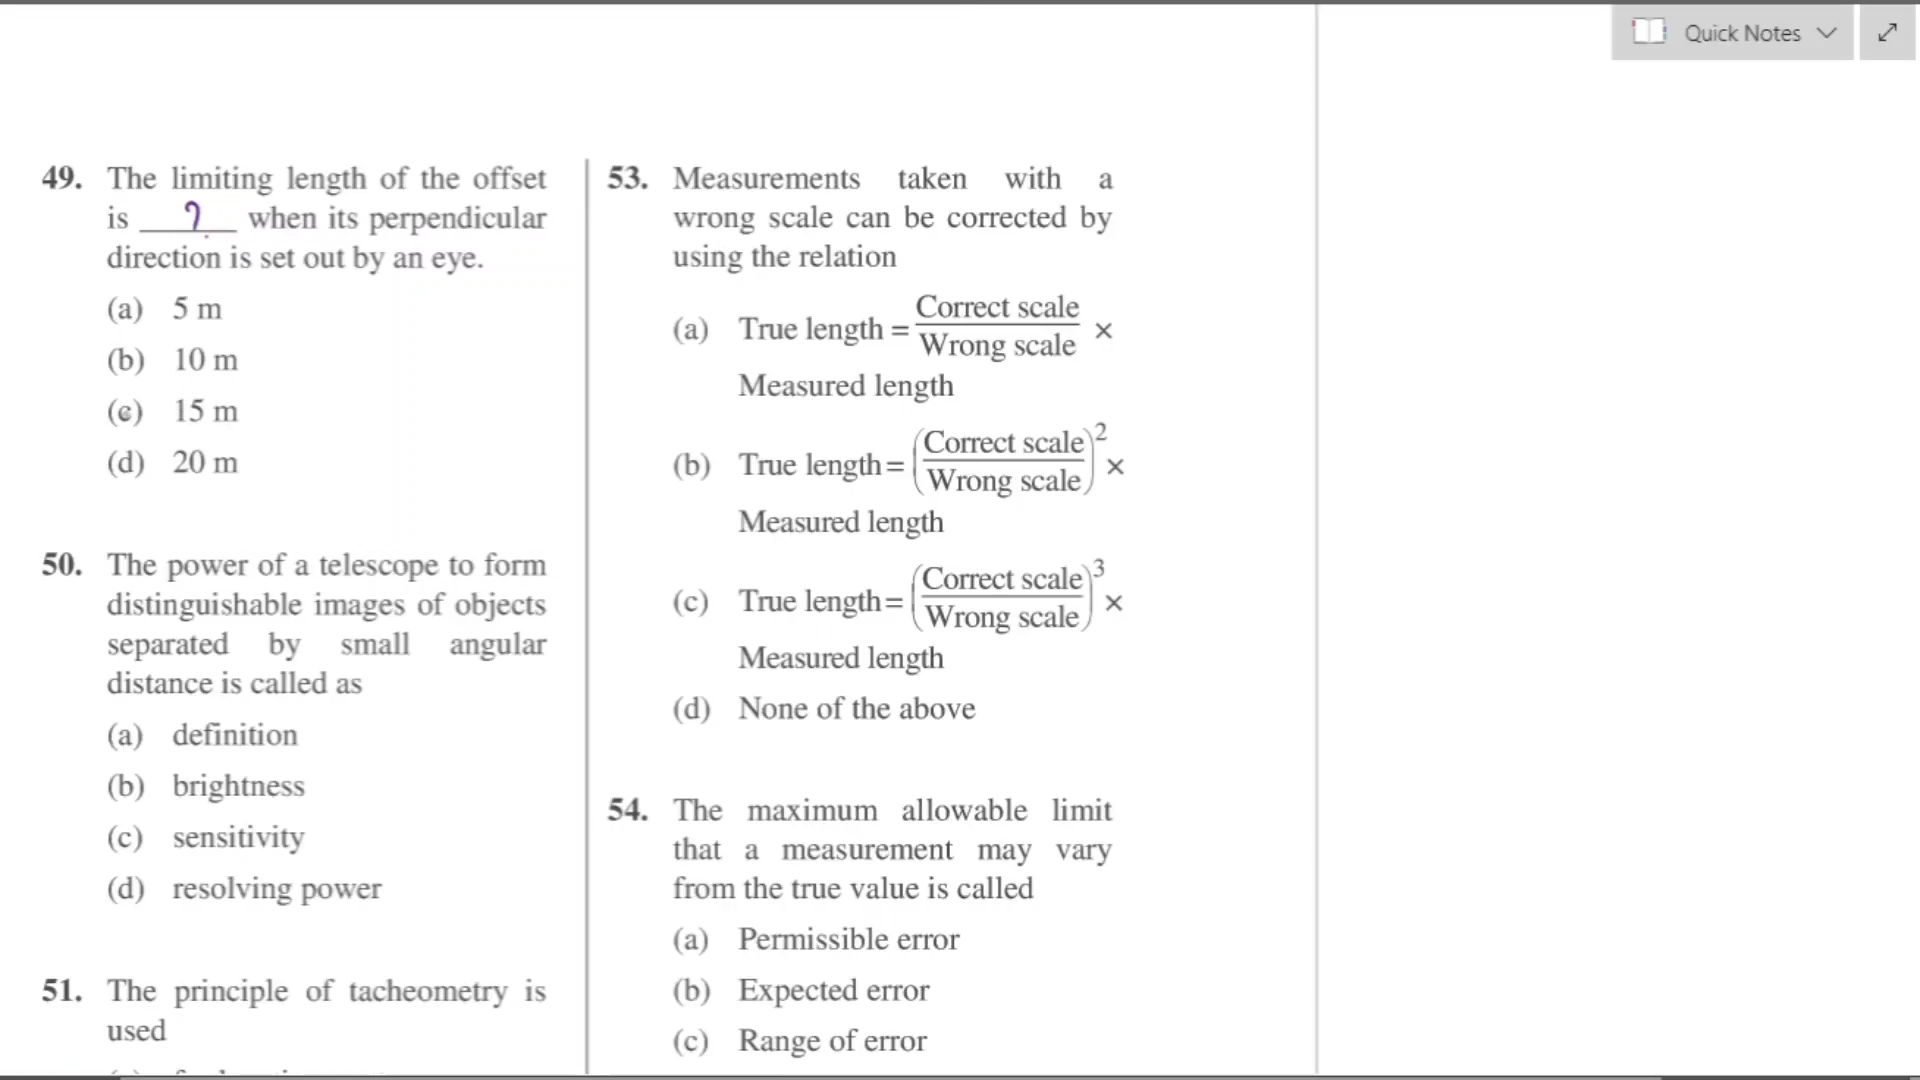 Quick Notes
49. The limiting length of the offset
is ? when its perpendicular
direction is set out by an eye.
(a) 5 m
(b) 10 m
(c) 15 m
(d) 20 m
50. The power of a telescope to form
distinguishable images of objects
separated by small angular
distance is called as
(a) definition
(b) brightness
(c) sensitivity
(d) resolving power
51. The principle of tacheometry is
used
53. Measurements taken with a
wrong scale can be corrected by
using the relation
(a) True length = Correct scale / Wrong scale ×
Measured length
(b) True length = (Correct scale / Wrong scale)² ×
Measured length
(c) True length = (Correct scale / Wrong scale)³ ×
Measured length
(d) None of the above
54. The maximum allowable limit
that a measurement may vary
from the true value is called
(a) Permissible error
(b) Expected error
(c) Range of error